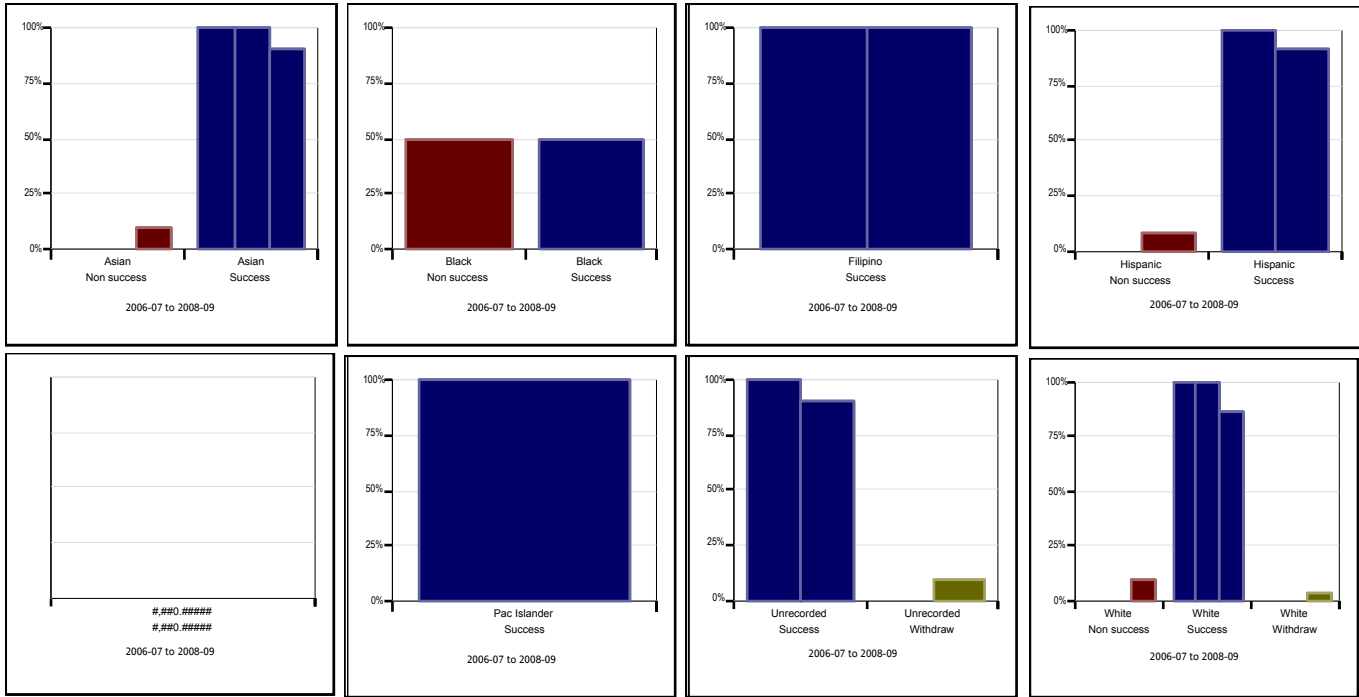 100%
75%
50%
25%
0%
Asian
Non success
Asian
Success
2006-07 to 2008-09
100%
75%
50%
25%
0%
Black
Non success
Black
Success
2006-07 to 2008-09
100%
75%
50%
25%
0%
Filipino
Success
2006-07 to 2008-09
100%
75%
50%
25%
0%
Hispanic
Non success
Hispanic
Success
2006-07 to 2008-09
#,##0.#####
#,##0.#####
2006-07 to 2008-09
100%
75%
50%
25%
0%
Pac Islander
Success
2006-07 to 2008-09
100%
75%
50%
25%
0%
Unrecorded
Success
Unrecorded
Withdraw
2006-07 to 2008-09
100%
75%
50%
25%
0%
White
Non success
White
Success
White
Withdraw
2006-07 to 2008-09